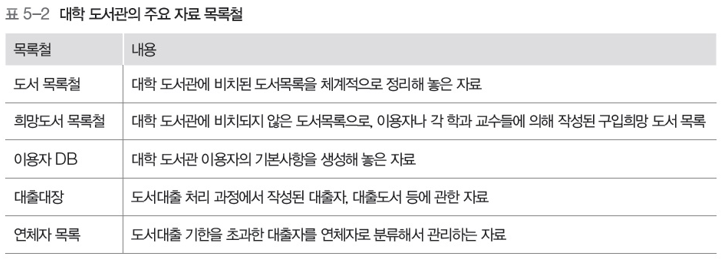 표 5-2 대학 도서관의 주요 자료 목록철
목록철 내용
도서 목록철 대학 도서관에 비치된 도서목록을 체계적으로 정리해 놓은 자료
희망도서 목록철 대학 도서관에 비치되지 않은 도서목록으로, 이용자나 각 학과 교수들에 의해 작성된 구입희망 도서 목록
이용자 DB 대학 도서관 이용자의 기본사항을 생성해 놓은 자료
대출대장 도서대출 처리 과정에서 작성된 대출자, 대출도서 등에 관한 자료
연체자 목록 도서대출 기한을 초과한 대출자를 연체자로 분류해서 관리하는 자료